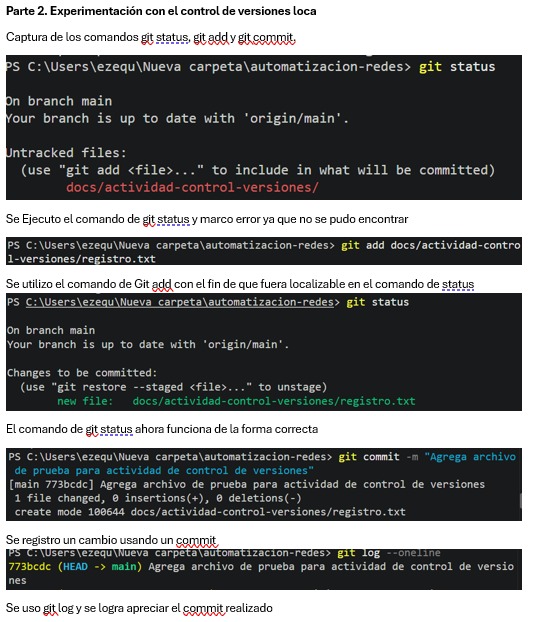 Parte 2. Experimentación con el control de versiones loca
Captura de los comandos git status, git add y git commit.
PS C:\Users\ezequ\Nueva carpeta\automatizacion-redes> git status
On branch main
Your branch is up to date with 'origin/main'.
Untracked files:
(use "git add <file>..." to include in what will be committed)
docs/actividad-control-versiones/
Se Ejecuto el comando de git status y marco error ya que no se pudo encontrar
PS C:\Users\ezequ\Nueva carpeta\automatizacion-redes> git add docs/actividad-contro
l-versiones/registro.txt
Se utilizo el comando de Git add con el fin de que fuera localizable en el comando de status
PS C:\Users\ezequ\Nueva carpeta\automatizacion-redes> git status
On branch main
Your branch is up to date with 'origin/main'.
Changes to be committed:
(use "git restore --staged <file>..." to unstage)
new file: docs/actividad-control-versiones/registro.txt
El comando de git status ahora funciona de la forma correcta
PS C:\Users\ezequ\Nueva carpeta\automatizacion-redes> git commit -m "Agrega archivo
de prueba para actividad de control de versiones"
[main 773bcdc] Agrega archivo de prueba para actividad de control de versiones
1 file changed, 0 insertions(+), 0 deletions(-)
create mode 100644 docs/actividad-control-versiones/registro.txt
Se registro un cambio usando un commit
PS C:\Users\ezequ\Nueva carpeta\automatizacion-redes> git log --oneline
773bcdc (HEAD -> main) Agrega archivo de prueba para actividad de control de versio
nes
Se uso git log y se logra apreciar el commit realizado